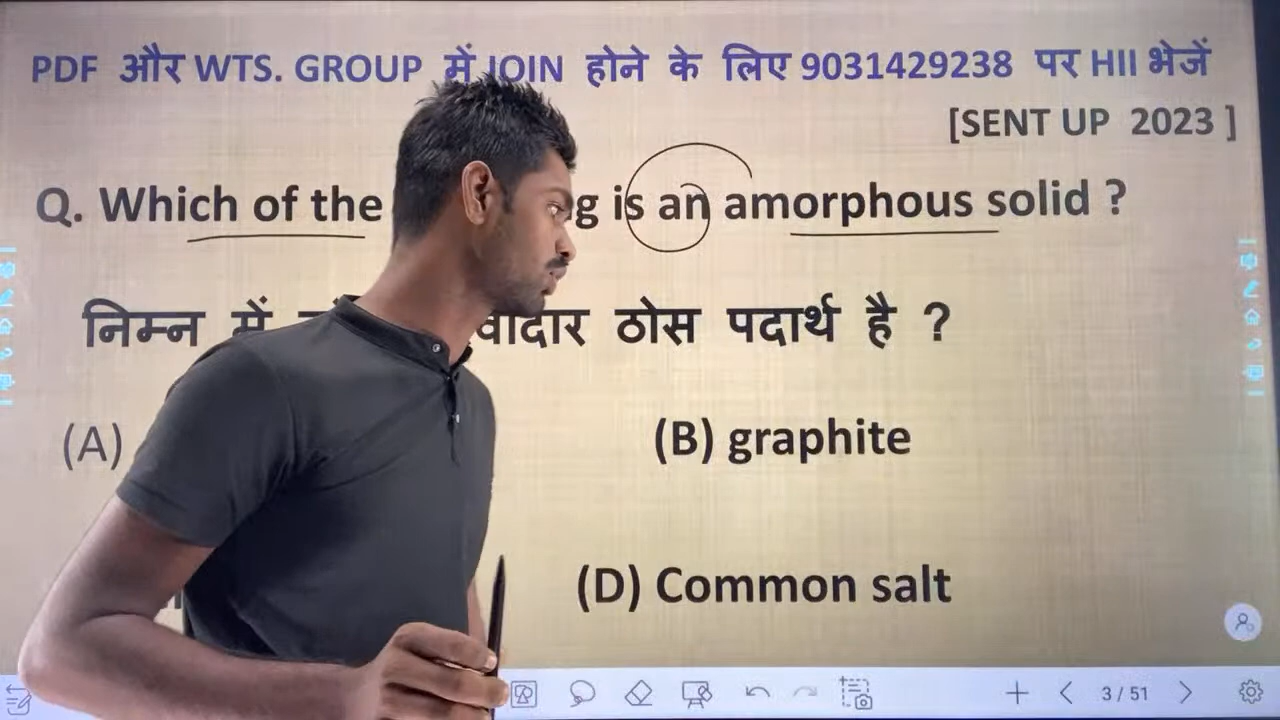 PDF और WTS. GROUP में JOIN होने के लिए 9031429238 पर HII भेजें
[SENT UP 2023 ]
Q. Which of the is an amorphous solid ?
निम्न में ठोस पदार्थ है ?
(A)
(B) graphite
(D) Common salt
3 / 51